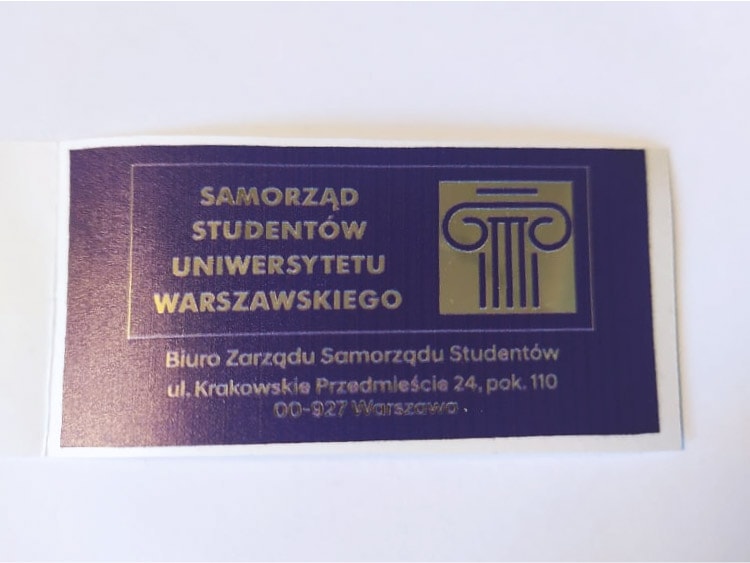 SAMORZĄD
STUDENTÓW
UNIWERSYTETU
WARSZAWSKIEGO
Biuro Zarządu Samorządu Studentów
ul. Krakowskie Przedmieście 24, pok. 110
00-927 Warszawa